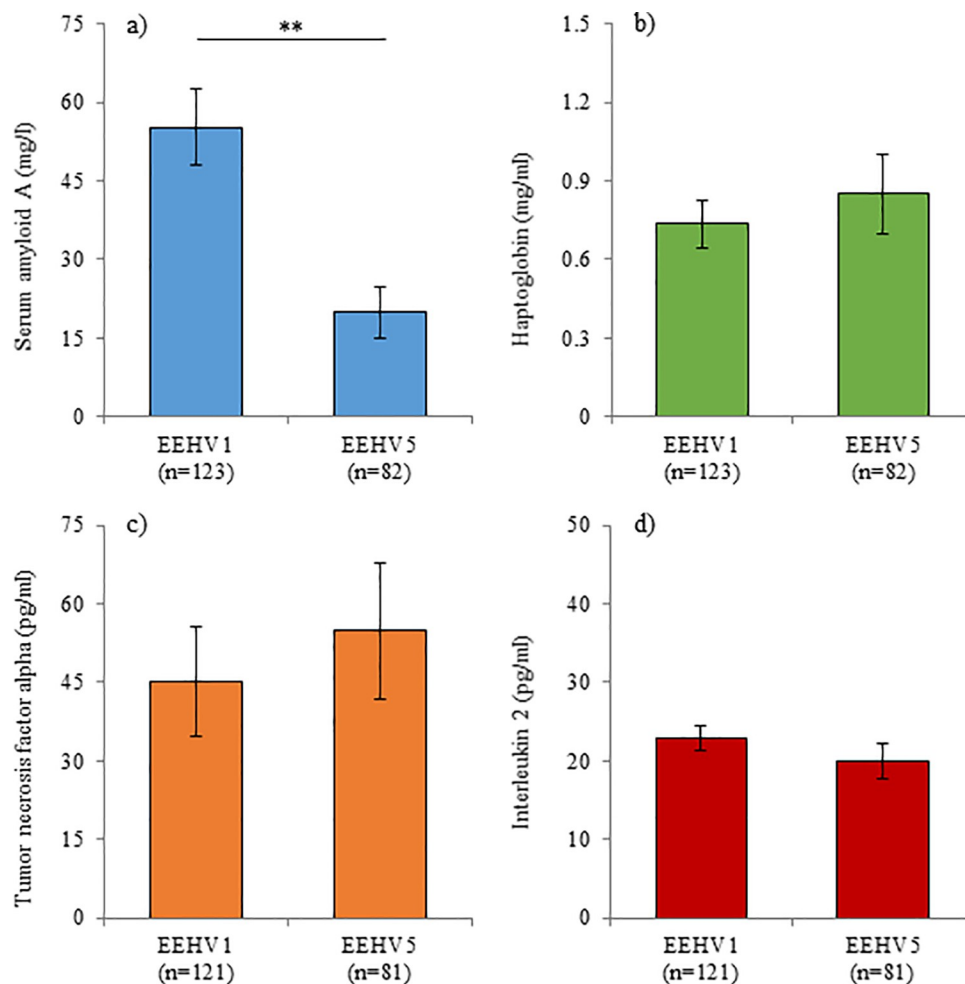 a)
**
Serum amyloid A (mg/l)
75
60
45
30
15
0
EEHV 1
(n=123)
EEHV 5
(n=82)
b)
Haptoglobin (mg/ml)
1.5
1.2
0.9
0.6
0.3
0
EEHV 1
(n=123)
EEHV 5
(n=82)
c)
Tumor necrosis factor alpha (pg/ml)
75
60
45
30
15
0
EEHV 1
(n=121)
EEHV 5
(n=81)
d)
Interleukin 2 (pg/ml)
50
40
30
20
10
0
EEHV 1
(n=121)
EEHV 5
(n=81)